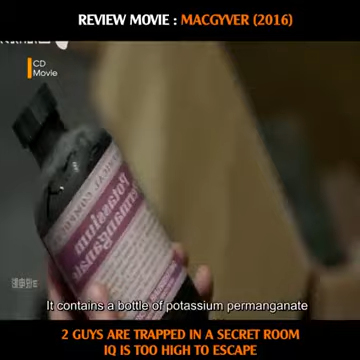 REVIEW MOVIE : MACGYVER (2016)
CD
Movie
Potassium
It contains a bottle of potassium permanganate
2 GUYS ARE TRAPPED IN A SECRET ROOM
IQ IS TOO HIGH TO ESCAPE